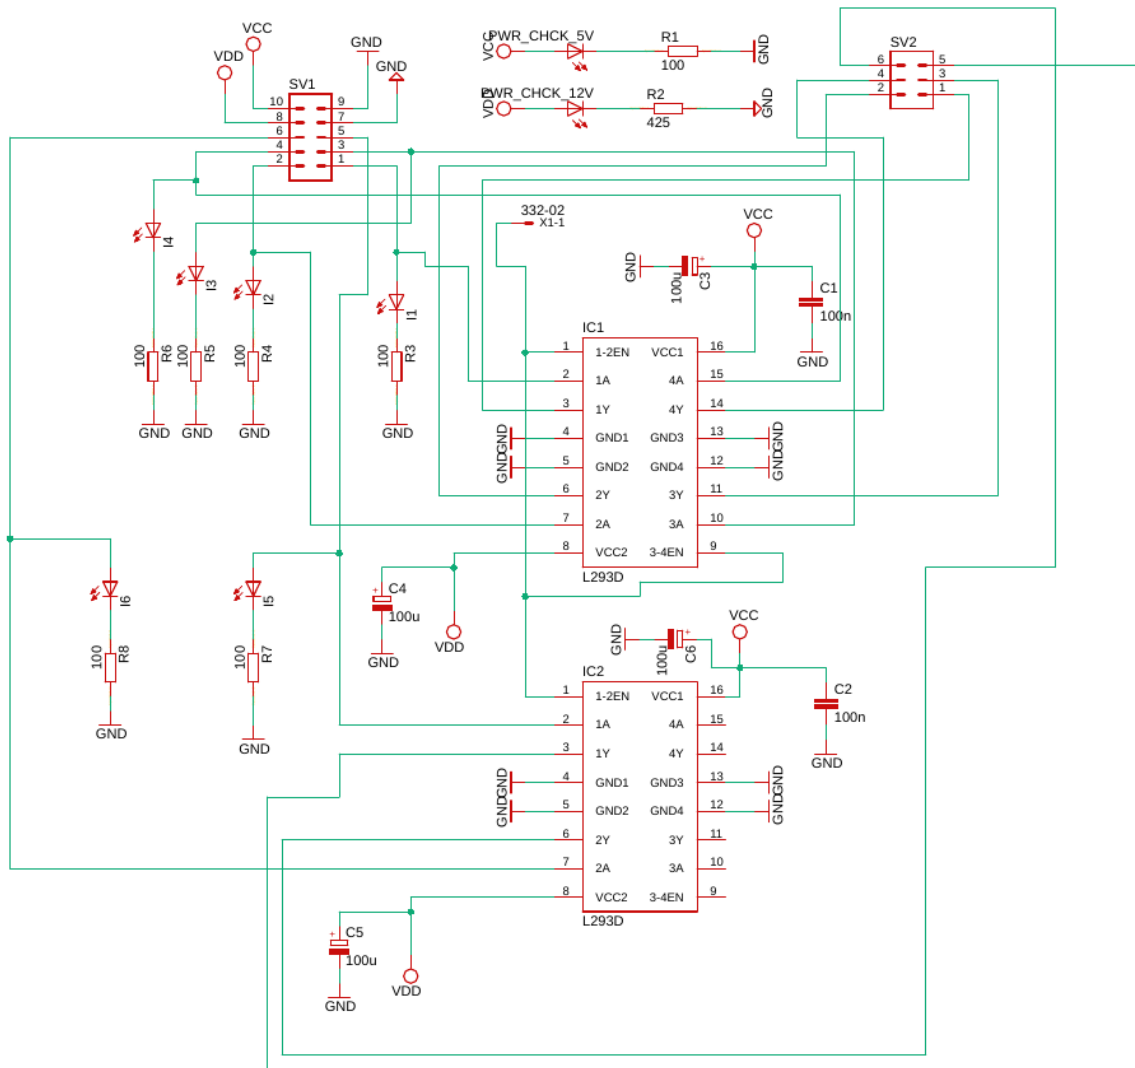 VCC
VDD
GND
GND
SV1
10 9
8 7
6 5
4 3
2 1
VCC
PWR_CHCK_5V
R1
100
GND
VDD
PWR_CHCK_12V
R2
425
GND
SV2
6 5
4 3
2 1
332-02
X1-1
VCC
GND
100u
C3
C1
100n
GND
I4
I3
I2
I1
100
R6
100
R5
100
R4
100
R3
GND
GND
GND
GND
IC1
1 1-2EN VCC1 16
2 1A 4A 15
3 1Y 4Y 14
GND 4 GND1 GND3 13 GND
GND 5 GND2 GND4 12 GND
6 2Y 3Y 11
7 2A 3A 10
8 VCC2 3-4EN 9
L293D
C4
100u
GND
VDD
I6
I5
100
R8
100
R7
GND
GND
VCC
GND
100u
C6
C2
100n
GND
IC2
1 1-2EN VCC1 16
2 1A 4A 15
3 1Y 4Y 14
GND 4 GND1 GND3 13 GND
GND 5 GND2 GND4 12 GND
6 2Y 3Y 11
7 2A 3A 10
8 VCC2 3-4EN 9
L293D
C5
100u
GND
VDD